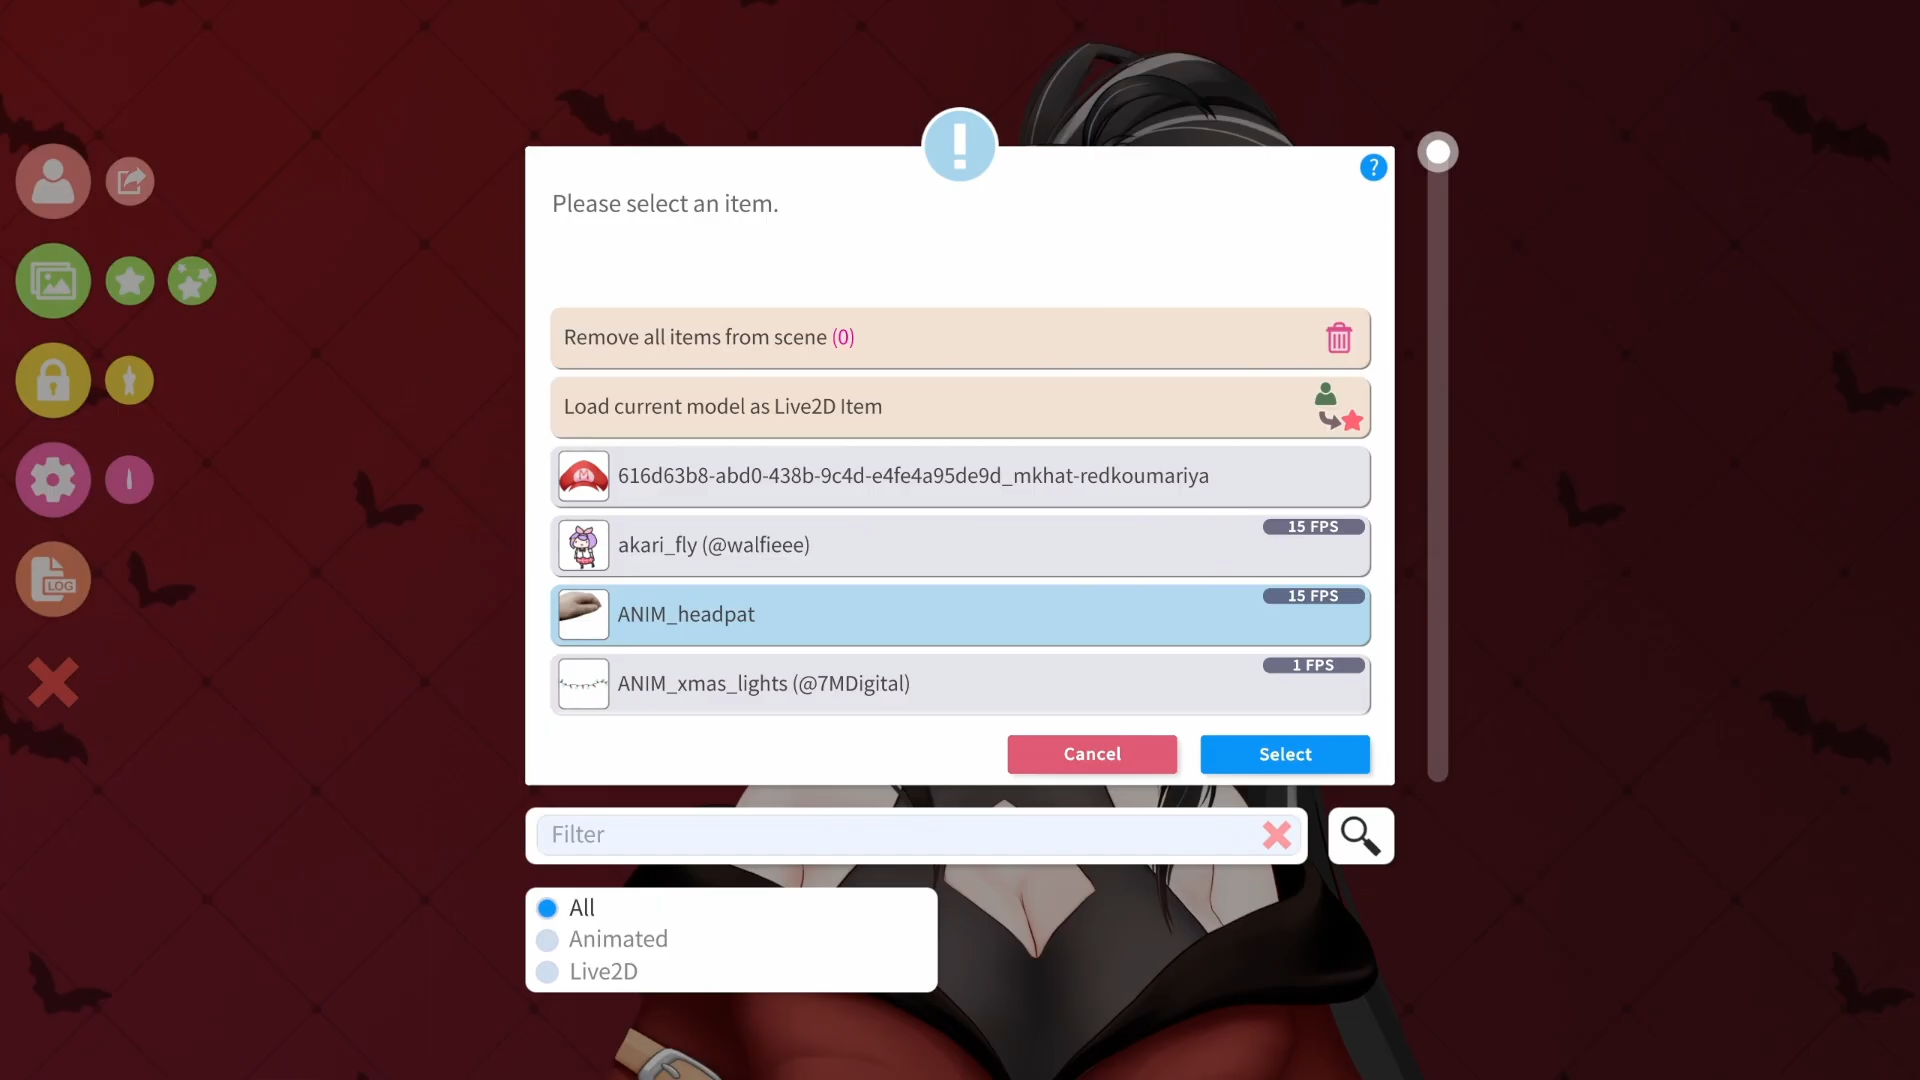 Please select an item.
?
Remove all items from scene (0)
Load current model as Live2D Item
M
616d63b8-abd0-438b-9c4d-e4fe4a95de9d_mkhat-redkoumariya
15 FPS
akari_fly (@walfieee)
15 FPS
ANIM_headpat
1 FPS
ANIM_xmas_lights (@7MDigital)
LOG
Cancel
Select
Filter
All
Animated
Live2D